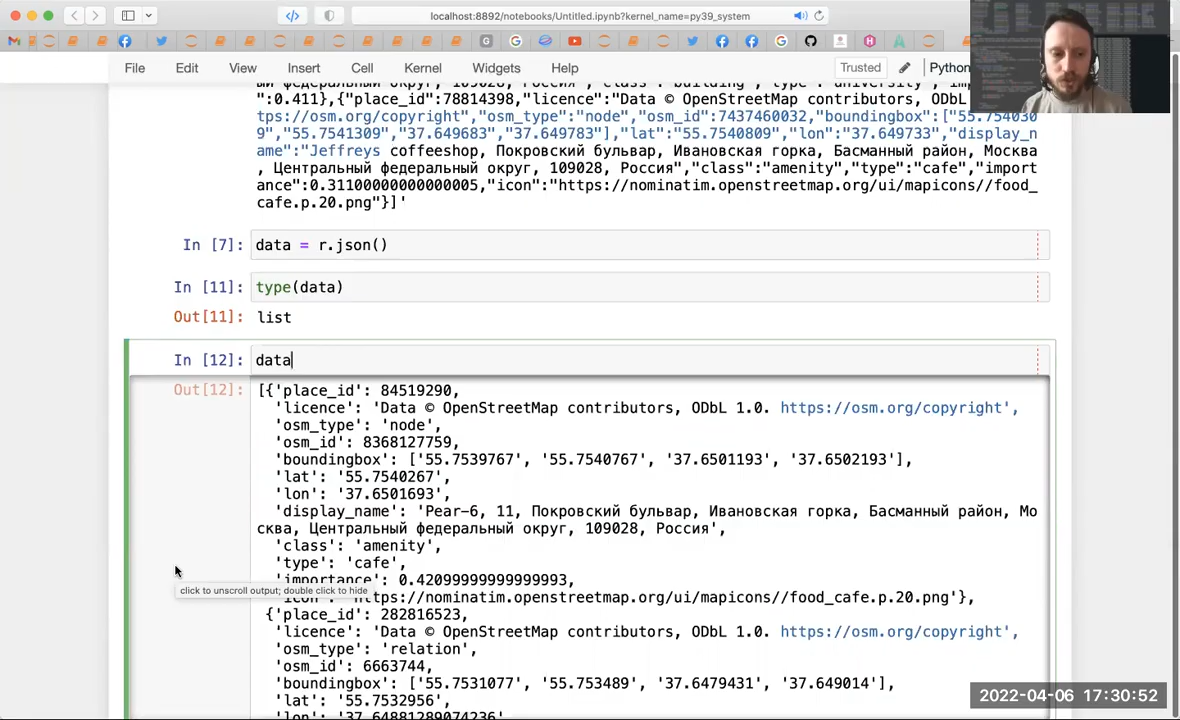 localhost:8892/notebooks/Untitled.ipynb?kernel_name=py39_system
File Edit View Insert Cell Kernel Widgets Help Trusted Python
":0.411},{"place_id":78814398,"licence":"Data © OpenStreetMap contributors, ODbL
tps://osm.org/copyright","osm_type":"node","osm_id":7437460032,"boundingbox":["55.7540309
9","55.7541309","37.649683","37.649783"],"lat":"55.7540809","lon":"37.649733","display_n
ame":"Jeffreys coffeeshop, Покровский бульвар, Ивановская горка, Басманный район, Москва
, Центральный федеральный округ, 109028, Россия","class":"amenity","type":"cafe","import
ance":0.31100000000000005,"icon":"https://nominatim.openstreetmap.org/ui/mapicons//food_
cafe.p.20.png"}]'
In [7]: data = r.json()
In [11]: type(data)
Out[11]: list
In [12]: data
Out[12]: [{'place_id': 84519290,
'licence': 'Data © OpenStreetMap contributors, ODbL 1.0. https://osm.org/copyright',
'osm_type': 'node',
'osm_id': 8368127759,
'boundingbox': ['55.7539767', '55.7540767', '37.6501193', '37.6502193'],
'lat': '55.7540267',
'lon': '37.6501693',
'display_name': 'Pear-6, 11, Покровский бульвар, Ивановская горка, Басманный район, Мо
сква, Центральный федеральный округ, 109028, Россия',
'class': 'amenity',
'type': 'cafe',
'importance': 0.42099999999999993,
click to unscroll output; double click to hide
'https://nominatim.openstreetmap.org/ui/mapicons//food_cafe.p.20.png'},
{'place_id': 282816523,
'licence': 'Data © OpenStreetMap contributors, ODbL 1.0. https://osm.org/copyright',
'osm_type': 'relation',
'osm_id': 6663744,
'boundingbox': ['55.7531077', '55.753489', '37.6479431', '37.649014'],
'lat': '55.7532956',
'lon': '37.64881289074236',
2022-04-06 17:30:52